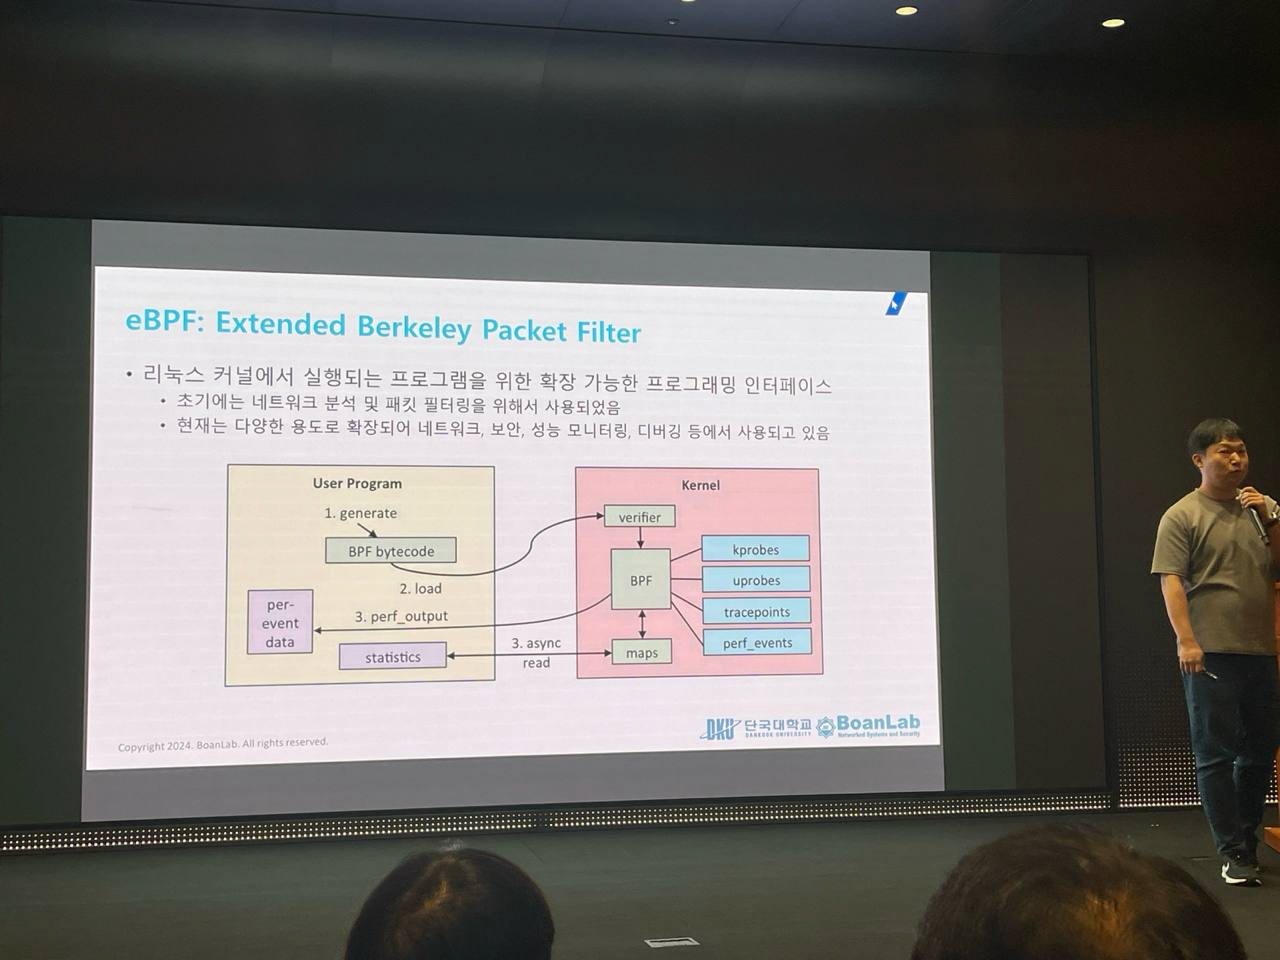 eBPF: Extended Berkeley Packet Filter
• 리눅스 커널에서 실행되는 프로그램을 위한 확장 가능한 프로그래밍 인터페이스
• 초기에는 네트워크 분석 및 패킷 필터링을 위해서 사용되었음
• 현재는 다양한 용도로 확장되어 네트워크, 보안, 성능 모니터링, 디버깅 등에서 사용되고 있음
User Program
1. generate
BPF bytecode
2. load
per-
event
data
3. perf_output
statistics
3. async
read
Kernel
verifier
BPF
maps
kprobes
uprobes
tracepoints
perf_events
Copyright 2024. BoanLab. All rights reserved.
DKU 단국대학교
DANKOOK UNIVERSITY
BoanLab
Networked Systems and Security